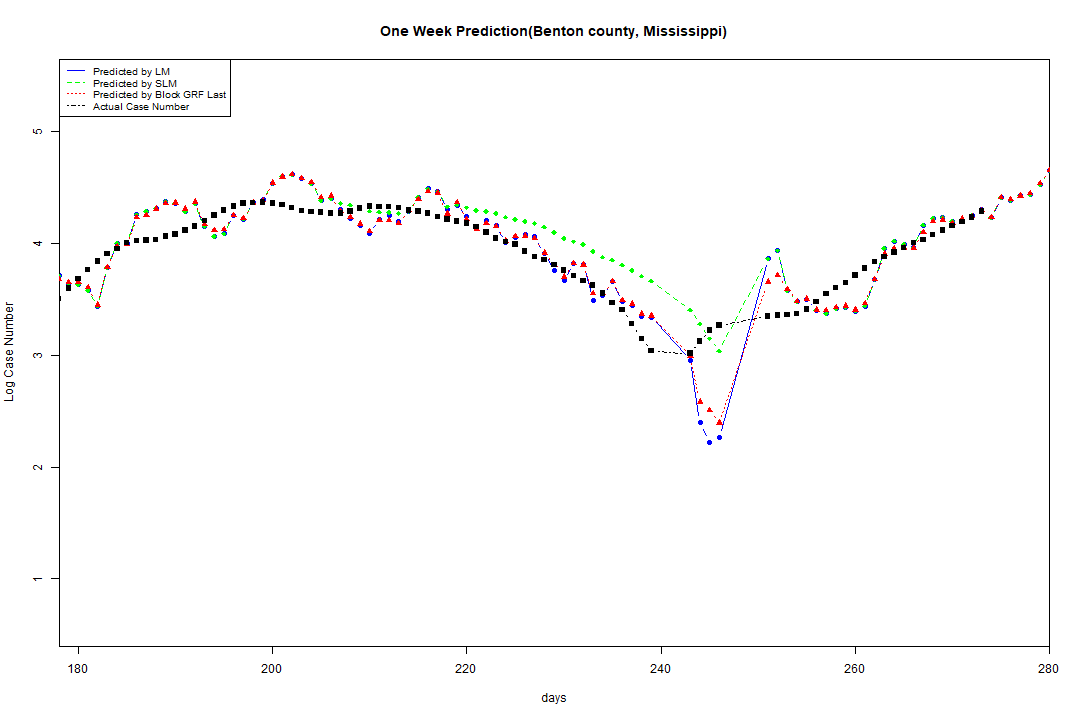 One Week Prediction(Benton county, Mississippi)
Predicted by LM
Predicted by SLM
Predicted by Block GRF Last
Actual Case Number
5
4
3
2
1
Log Case Number
180 200 220 240 260 280
days